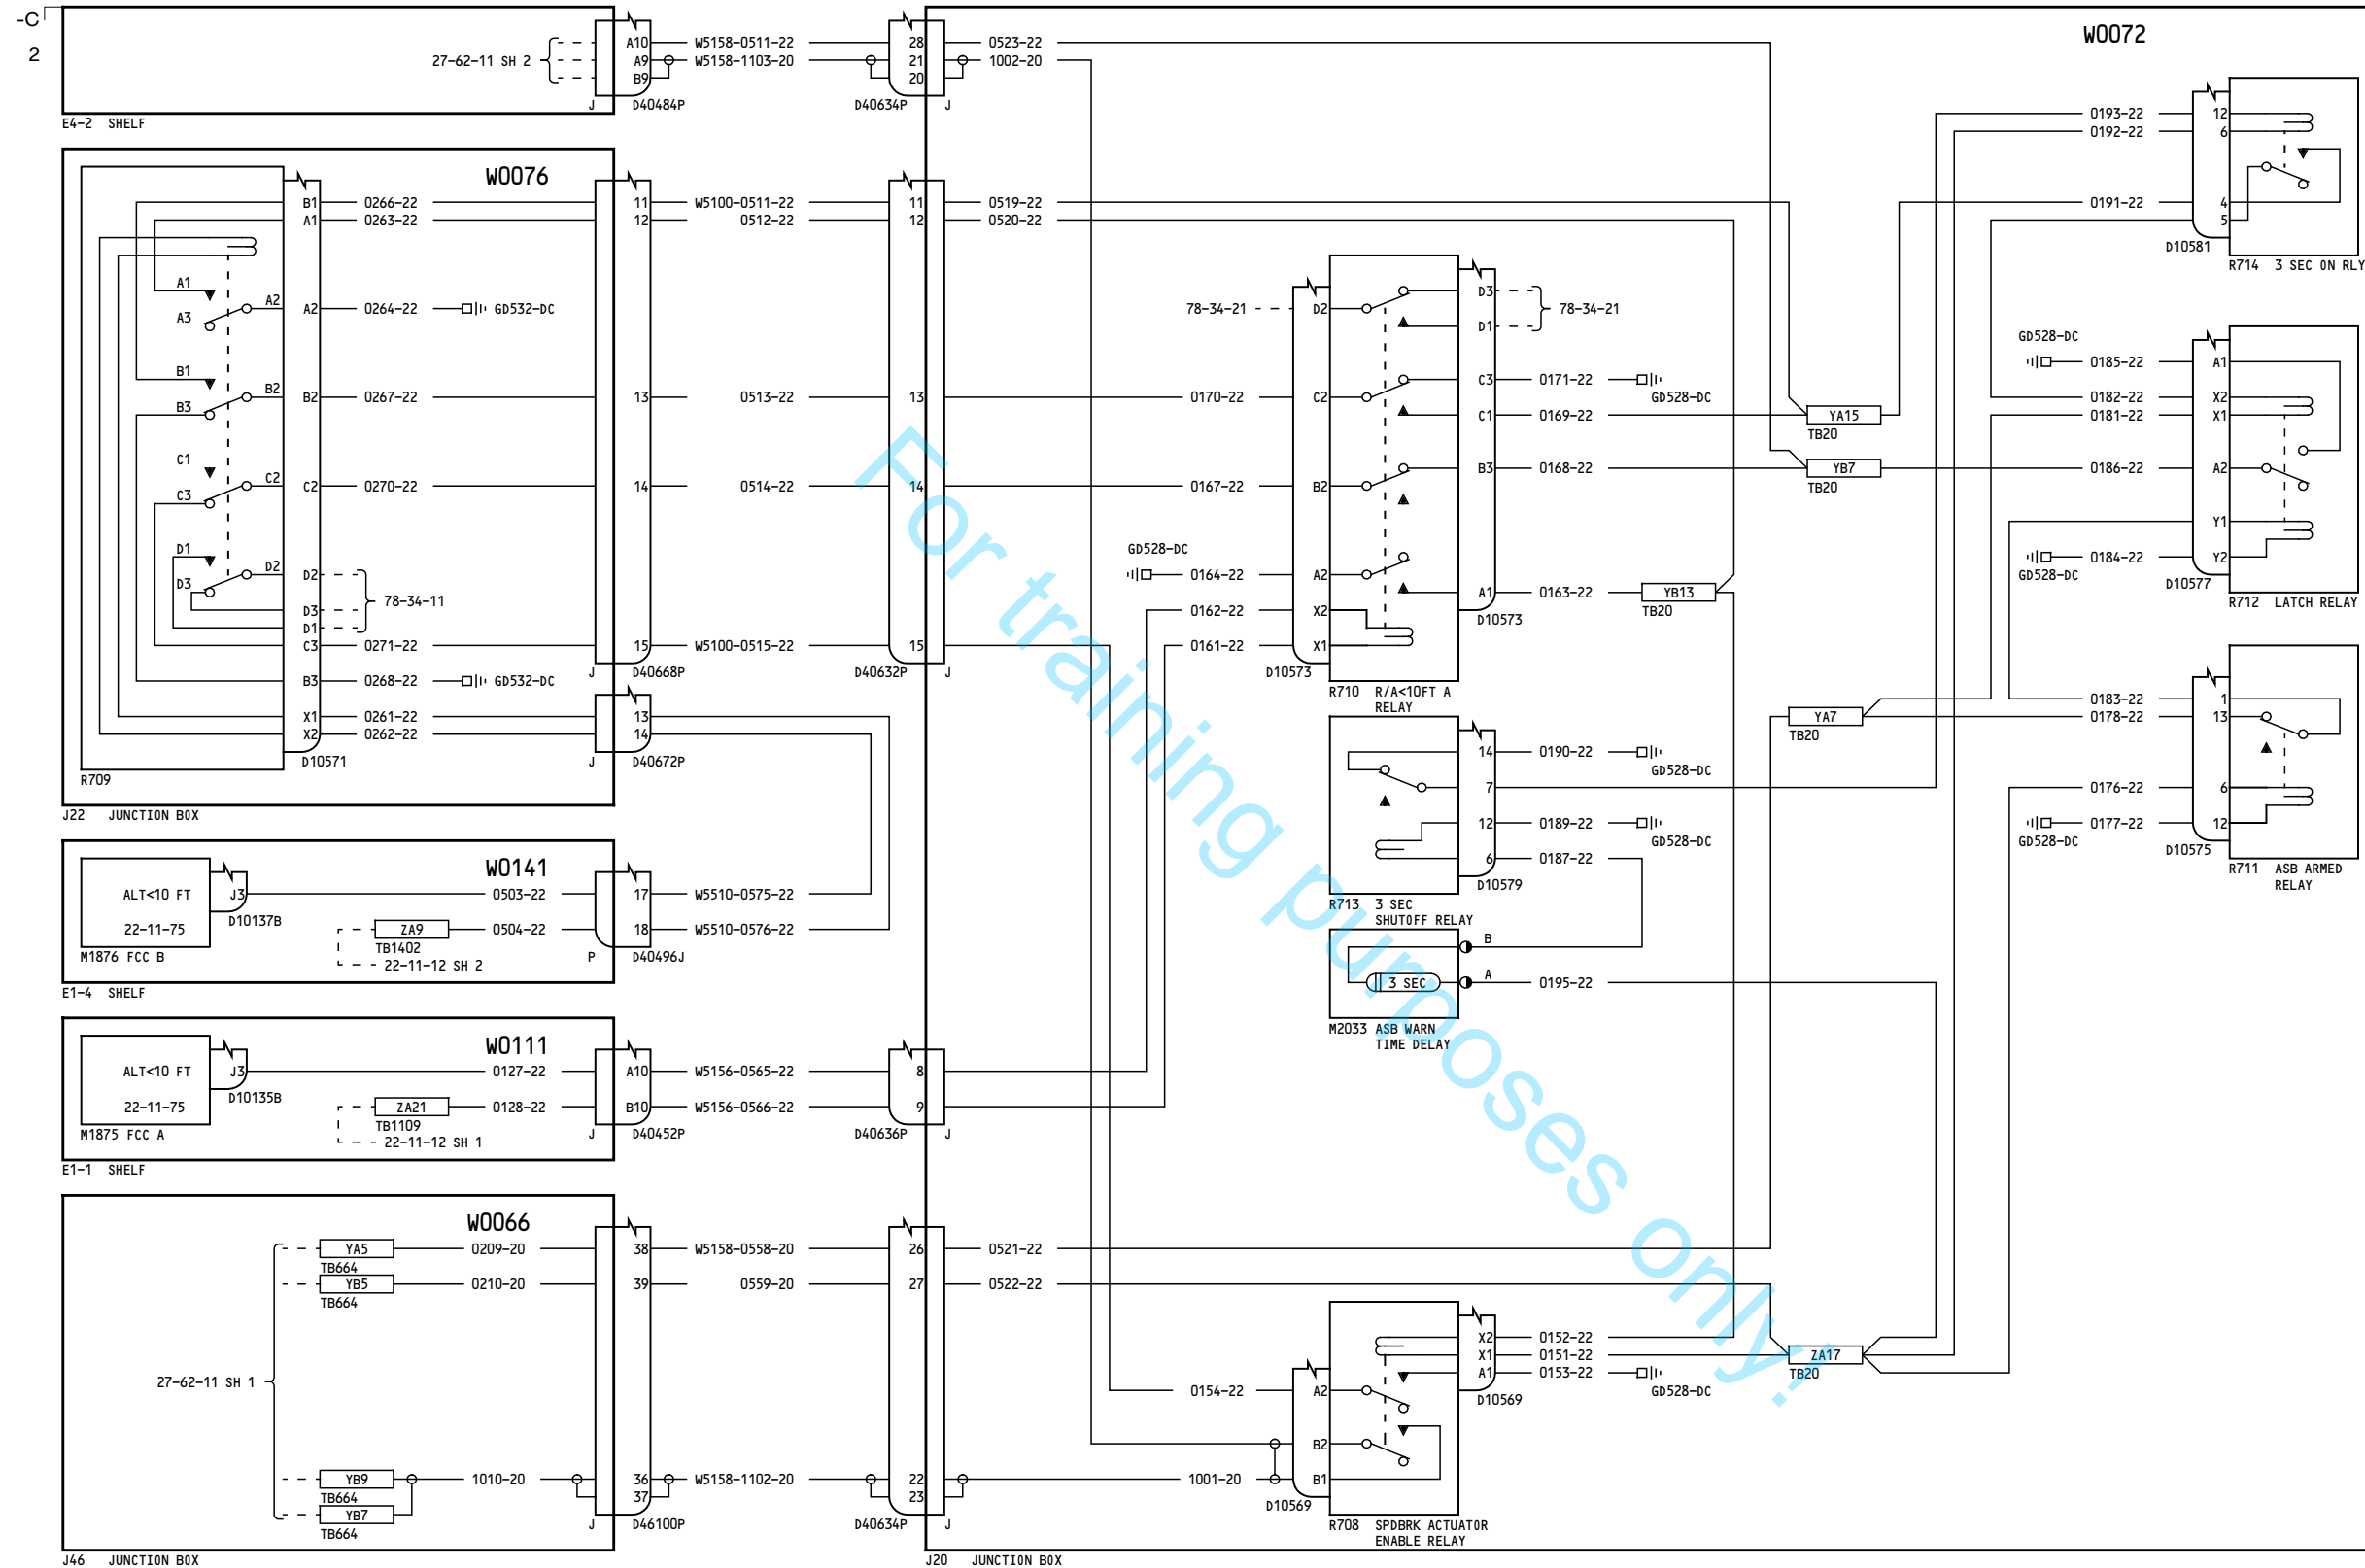 -C
2
W0072
27-62-11 SH 2
A10
A9
B9
W5158-0511-22
W5158-1103-20
28
21
20
0523-22
1002-20
J
D40484P
D40634P
J
E4-2 SHELF
W0076
B1
A1
0266-22
0263-22
11
12
W5100-0511-22
0512-22
11
12
0519-22
0520-22
A1
A2
A3
A2
0264-22
GD532-DC
B1
B2
B3
B2
0267-22
13
0513-22
13
C1
C2
C3
C2
0270-22
14
0514-22
14
D1
D2
D3
D2
D3
D1
78-34-11
C3
0271-22
15
W5100-0515-22
15
J
D40668P
D40632P
J
B3
0268-22
GD532-DC
X1
X2
0261-22
0262-22
13
14
D10571
J
D40672P
R709
J22 JUNCTION BOX
W0141
ALT<10 FT
22-11-75
J3
D10137B
M1876 FCC B
0503-22
ZA9
TB1402
0504-22
22-11-12 SH 2
17
18
W5510-0575-22
W5510-0576-22
P
D40496J
E1-4 SHELF
W0111
ALT<10 FT
22-11-75
J3
D10135B
M1875 FCC A
0127-22
ZA21
TB1109
0128-22
22-11-12 SH 1
A10
B10
W5156-0565-22
W5156-0566-22
8
9
J
D40452P
D40636P
J
E1-1 SHELF
W0066
YA5
TB664
0209-20
38
W5158-0558-20
26
0521-22
YB5
TB664
0210-20
39
0559-20
27
0522-22
27-62-11 SH 1
YB9
TB664
YB7
TB664
1010-20
36
37
W5158-1102-20
22
23
J
D46100P
D40634P
J
J46 JUNCTION BOX
J20 JUNCTION BOX
78-34-21
D2
D3
D1
78-34-21
0170-22
C2
C3
C1
0171-22
GD528-DC
0169-22
0167-22
B2
B3
0168-22
GD528-DC
0164-22
0162-22
0161-22
A2
X2
X1
A1
0163-22
YB13
TB20
D10573
D10573
R710 R/A<10FT A
RELAY
14
7
12
6
0190-22
GD528-DC
0189-22
GD528-DC
0187-22
D10579
R713 3 SEC
SHUTOFF RELAY
B
A
3 SEC
0195-22
M2033 ASB WARN
TIME DELAY
0154-22
A2
B2
B1
1001-20
X2
X1
A1
0152-22
0151-22
0153-22
GD528-DC
D10569
D10569
R708 SPDBRK ACTUATOR
ENABLE RELAY
YA15
TB20
YB7
TB20
YA7
TB20
ZA17
TB20
0193-22
0192-22
0191-22
12
6
4
5
D10581
R714 3 SEC ON RLY
GD528-DC
0185-22
0182-22
0181-22
0186-22
0184-22
GD528-DC
A1
X2
X1
A2
Y1
Y2
D10577
R712 LATCH RELAY
0183-22
0178-22
0176-22
0177-22
GD528-DC
1
13
6
12
D10575
R711 ASB ARMED
RELAY
For training purposes only!